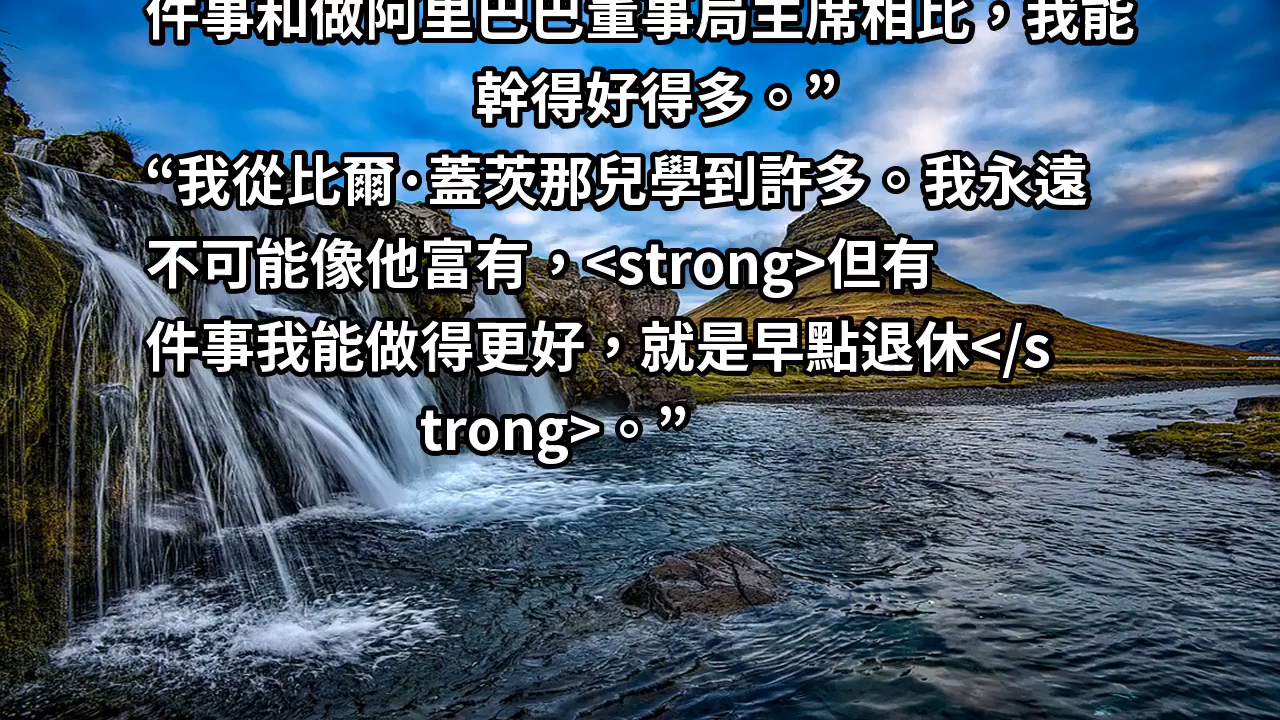 件事和做阿里巴巴董事局主席相比，我能
幹得好得多。”
“我從比爾·蓋茨那兒學到許多。我永遠
不可能像他富有，<strong>但有
件事我能做得更好，就是早點退休</s
trong>。”